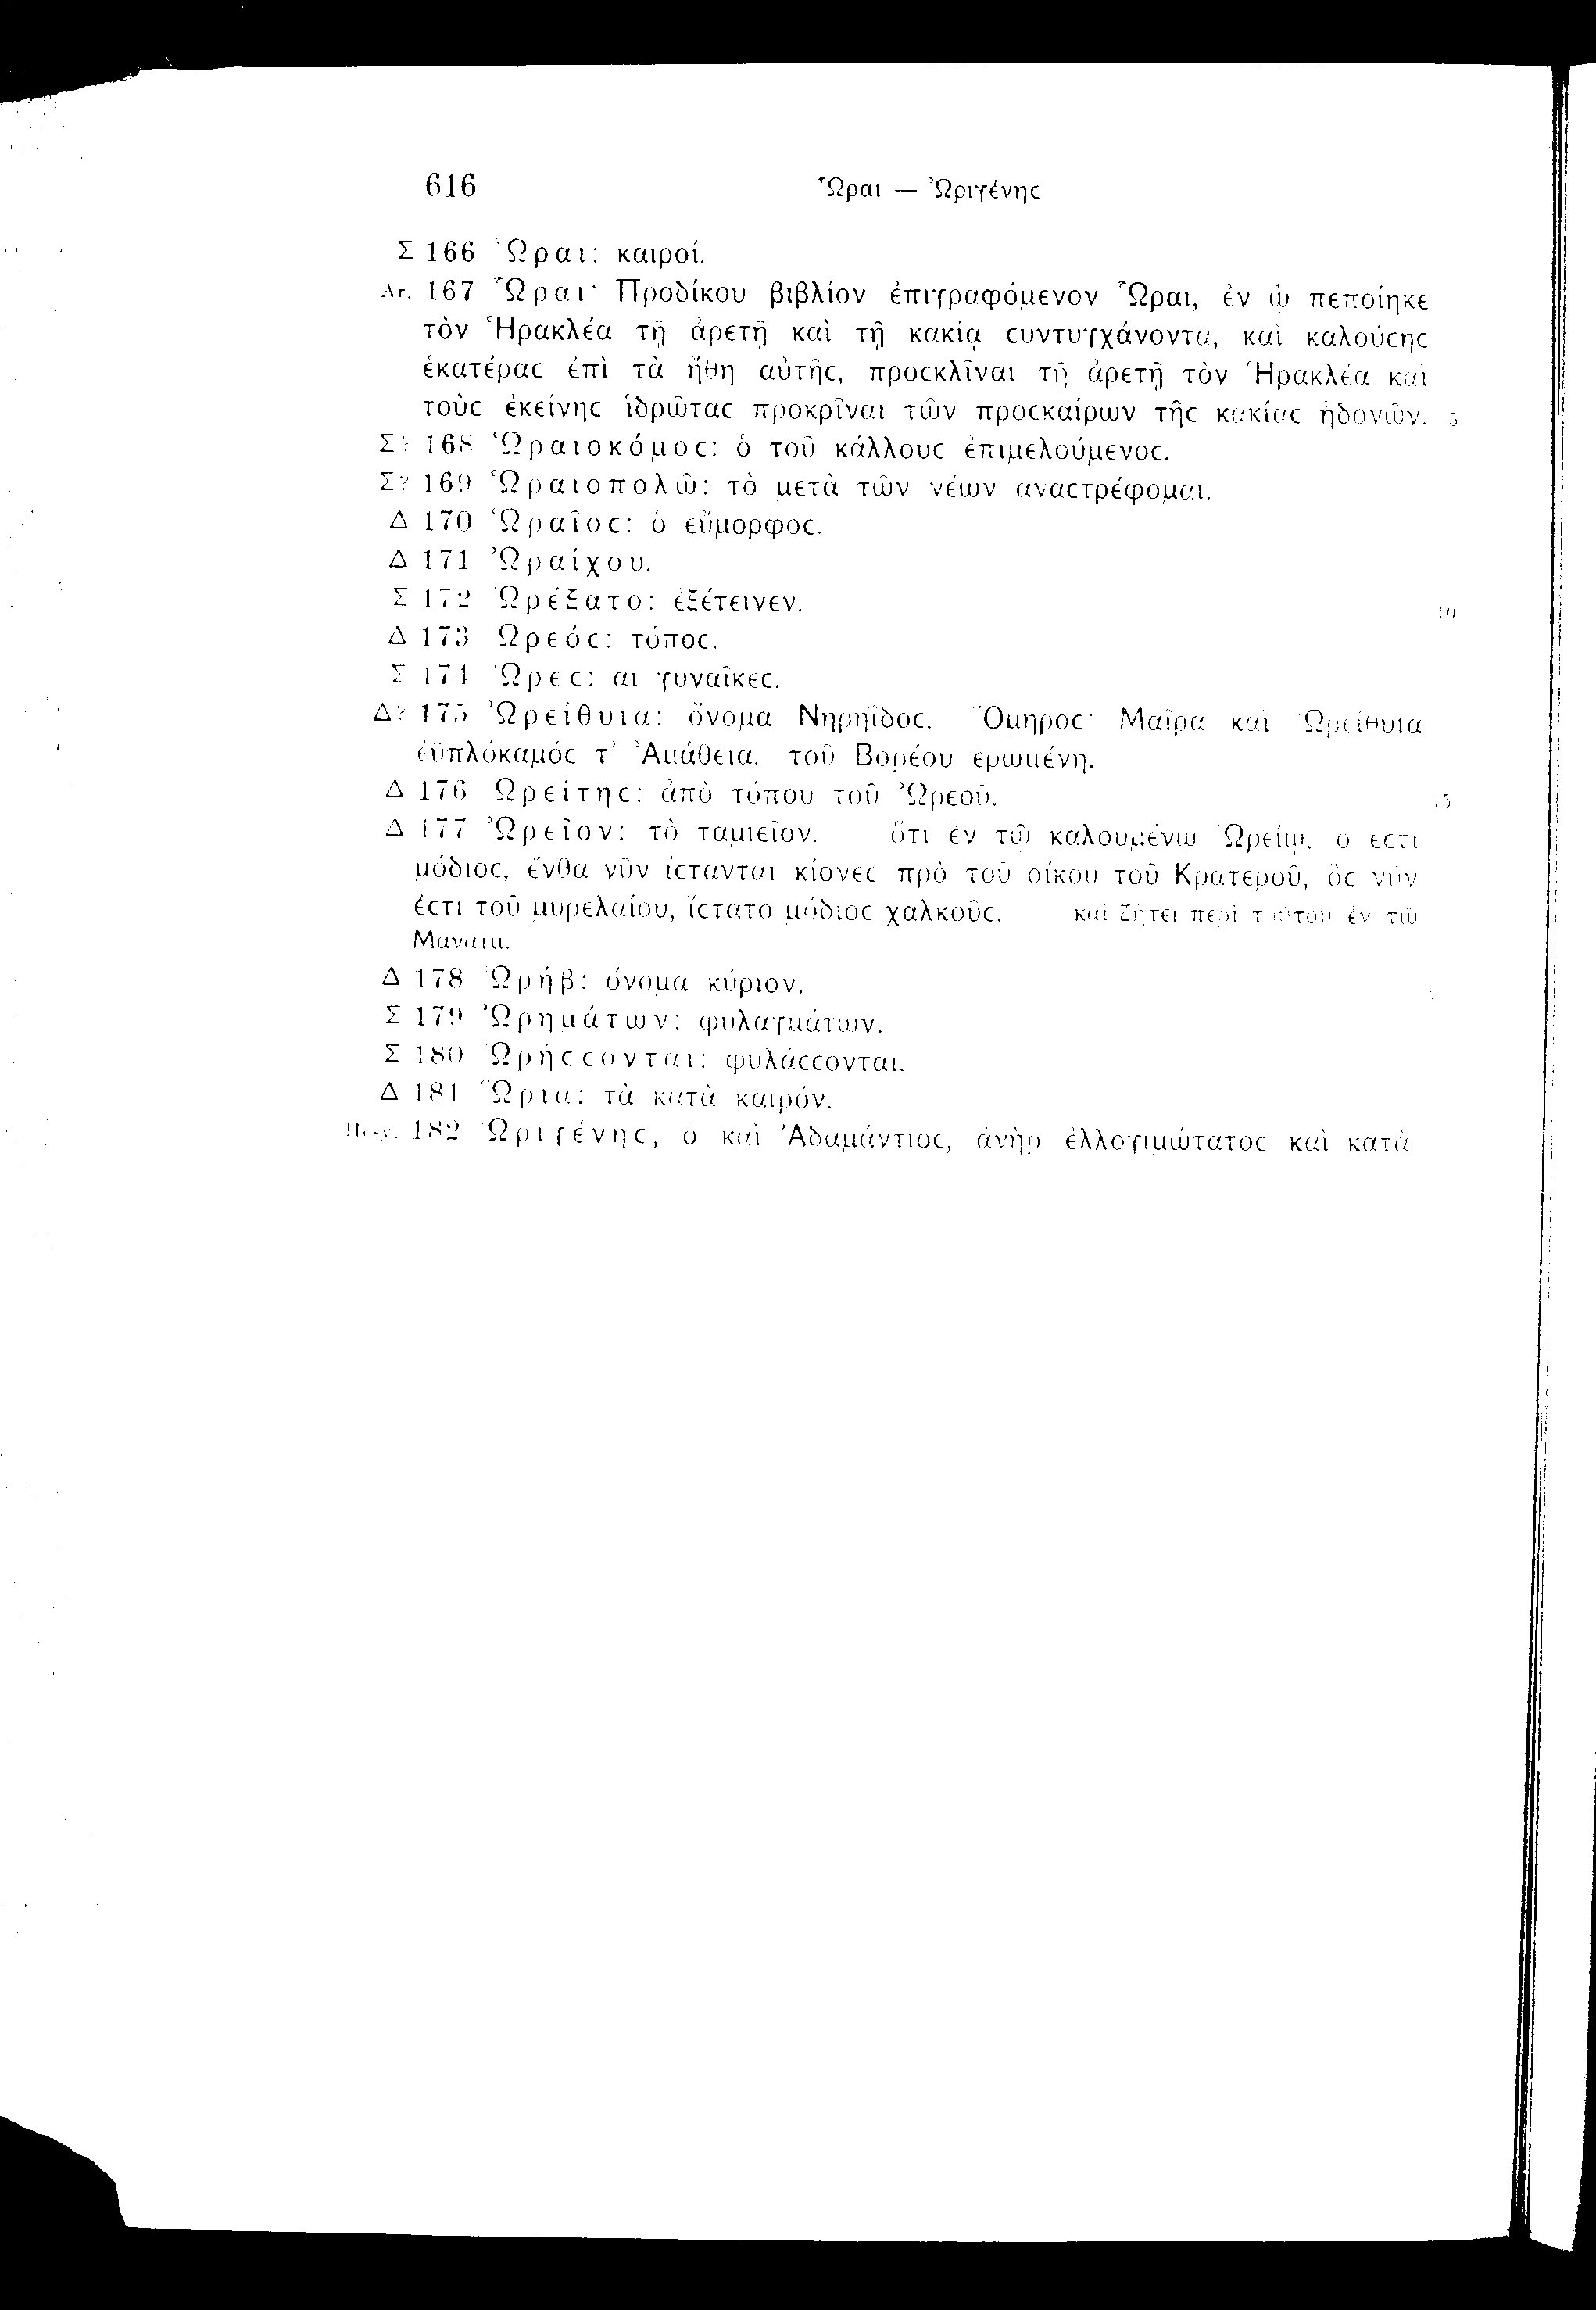 616 Ὧραι — Ὠριγένης
Σ 166 Ὧραι: καιροί.
Ar. 167 Ὧραι· Προδίκου βιβλίον ἐπιγραφόμενον Ὧραι, ἐν ᾧ πεποίηκε
τὸν Ἡρακλέα τῇ ἀρετῇ καὶ τῇ κακίᾳ ϲυντυγχάνοντα, καὶ καλούϲηϲ
ἑκατέραϲ ἐπὶ τὰ ἤθη αὐτῆϲ, προϲκλῖναι τῇ ἀρετῇ τὸν Ἡρακλέα καὶ
τοὺϲ ἐκείνηϲ ἱδρῶταϲ προκρῖναι τῶν προϲκαίρων τῆϲ κακίαϲ ἡδονῶν. 5
Σ? 168 Ὡραιοκόμοϲ: ὁ τοῦ κάλλουϲ ἐπιμελούμενοϲ.
Σ? 169 Ὡραιοπολῶ: τὸ μετὰ τῶν νέων ἀναϲτρέφομαι.
Δ 170 Ὡραῖοϲ: ὁ εὔμορφοϲ.
Δ 171 Ὠραίχου.
Σ 172 Ὠρέξατο: ἐξέτεινεν. 10
Δ 173 Ὠρεόϲ: τόποϲ.
Σ 174 Ὦρεϲ: αἱ γυναῖκεϲ.
Δ? 175 Ὠρείθυια: ὄνομα Νηρηΐδοϲ. Ὅμηροϲ· Μαῖρα καὶ Ὠρείθυια
ἐϋπλόκαμόϲ τ’ Ἀμάθεια. τοῦ Βορέου ἐρωμένη.
Δ 176 Ὠρείτηϲ: ἀπὸ τόπου τοῦ Ὠρεοῦ. 15
Δ 177 Ὠρεῖον: τὸ ταμιεῖον. ὅτι ἐν τῷ καλουμένῳ Ὠρείῳ, ὅ ἐϲτι
μόδιοϲ, ἔνθα νῦν ἵϲτανται κίονεϲ πρὸ τοῦ οἴκου τοῦ Κρατεροῦ, ὃϲ νῦν
ἐϲτι τοῦ μυρελαίου, ἵϲτατο μόδιοϲ χαλκοῦϲ. καὶ ζήτει περὶ τούτου ἐν τῷ
Μαναΐμ.
Δ 178 Ὠρήβ: ὄνομα κύριον.
Σ 179 Ὠρημάτων: φυλαγμάτων.
Σ 180 Ὠρήϲϲονται: φυλάϲϲονται.
Δ 181 Ὥρια: τὰ κατὰ καιρόν.
Hesy. 182 Ὠριγένηϲ, ὁ καὶ Ἀδαμάντιοϲ, ἀνὴρ ἐλλογιμώτατοϲ καὶ κατὰ